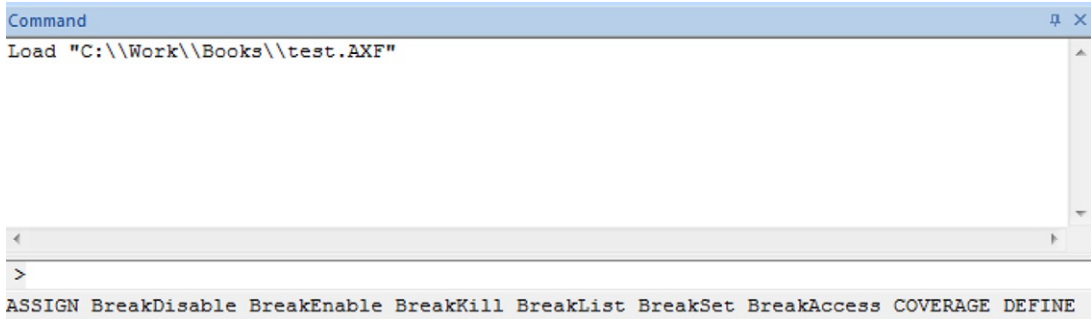 Command
Load "C:\\Work\\Books\\test.AXF"
>
ASSIGN BreakDisable BreakEnable BreakKill BreakList BreakSet BreakAccess COVERAGE DEFINE